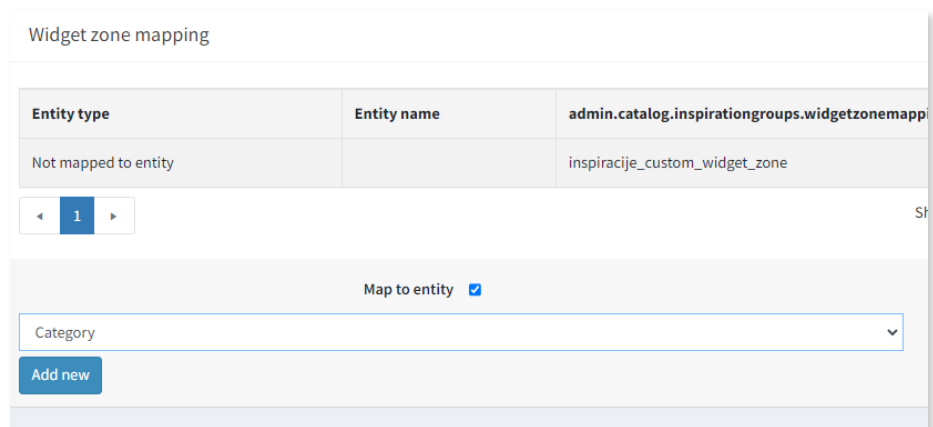 Widget zone mapping
Entity type Entity name admin.catalog.inspirationgroups.widgetzonemappi
Not mapped to entity inspiracije_custom_widget_zone
1
Sh
Map to entity
Category
Add new